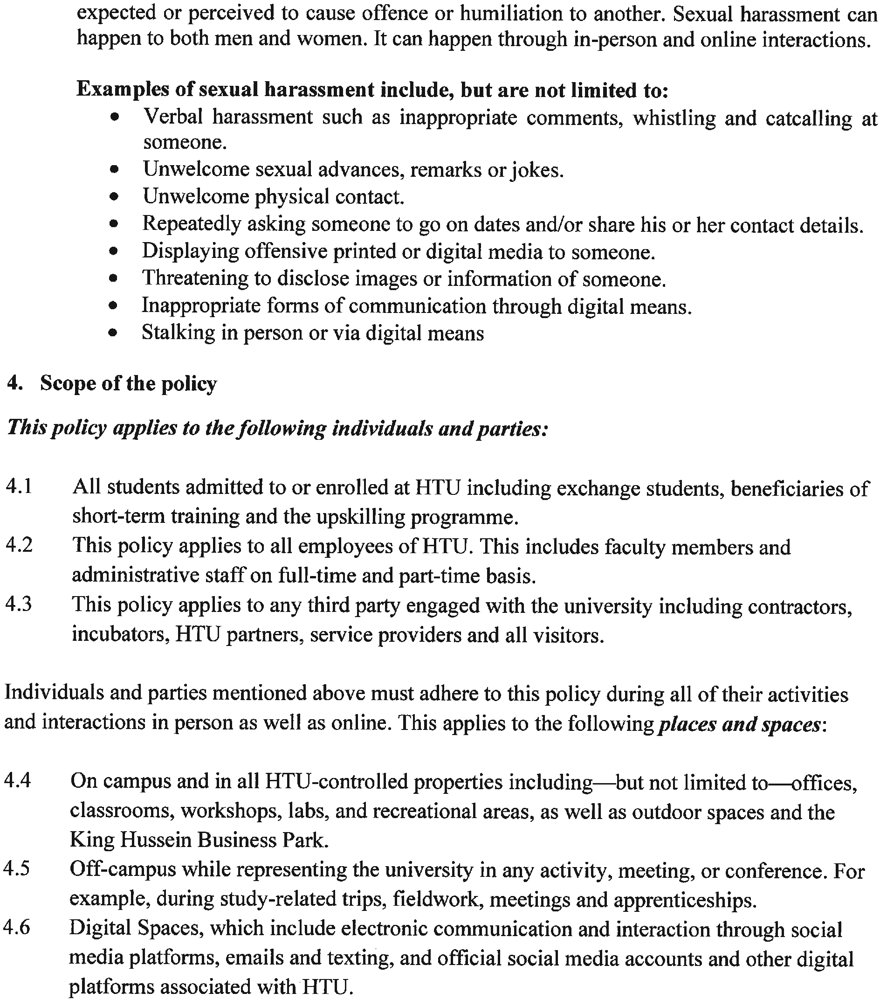 expected or perceived to cause offence or humiliation to another. Sexual harassment can
happen to both men and women. It can happen through in-person and online interactions.
Examples of sexual harassment include, but are not limited to:
• Verbal harassment such as inappropriate comments, whistling and catcalling at
someone.
• Unwelcome sexual advances, remarks or jokes.
• Unwelcome physical contact.
• Repeatedly asking someone to go on dates and/or share his or her contact details.
• Displaying offensive printed or digital media to someone.
• Threatening to disclose images or information of someone.
• Inappropriate forms of communication through digital means.
• Stalking in person or via digital means
4. Scope of the policy
This policy applies to the following individuals and parties:
4.1 All students admitted to or enrolled at HTU including exchange students, beneficiaries of
short-term training and the upskilling programme.
4.2 This policy applies to all employees of HTU. This includes faculty members and
administrative staff on full-time and part-time basis.
4.3 This policy applies to any third party engaged with the university including contractors,
incubators, HTU partners, service providers and all visitors.
Individuals and parties mentioned above must adhere to this policy during all of their activities
and interactions in person as well as online. This applies to the following places and spaces:
4.4 On campus and in all HTU-controlled properties including—but not limited to—offices,
classrooms, workshops, labs, and recreational areas, as well as outdoor spaces and the
King Hussein Business Park.
4.5 Off-campus while representing the university in any activity, meeting, or conference. For
example, during study-related trips, fieldwork, meetings and apprenticeships.
4.6 Digital Spaces, which include electronic communication and interaction through social
media platforms, emails and texting, and official social media accounts and other digital
platforms associated with HTU.